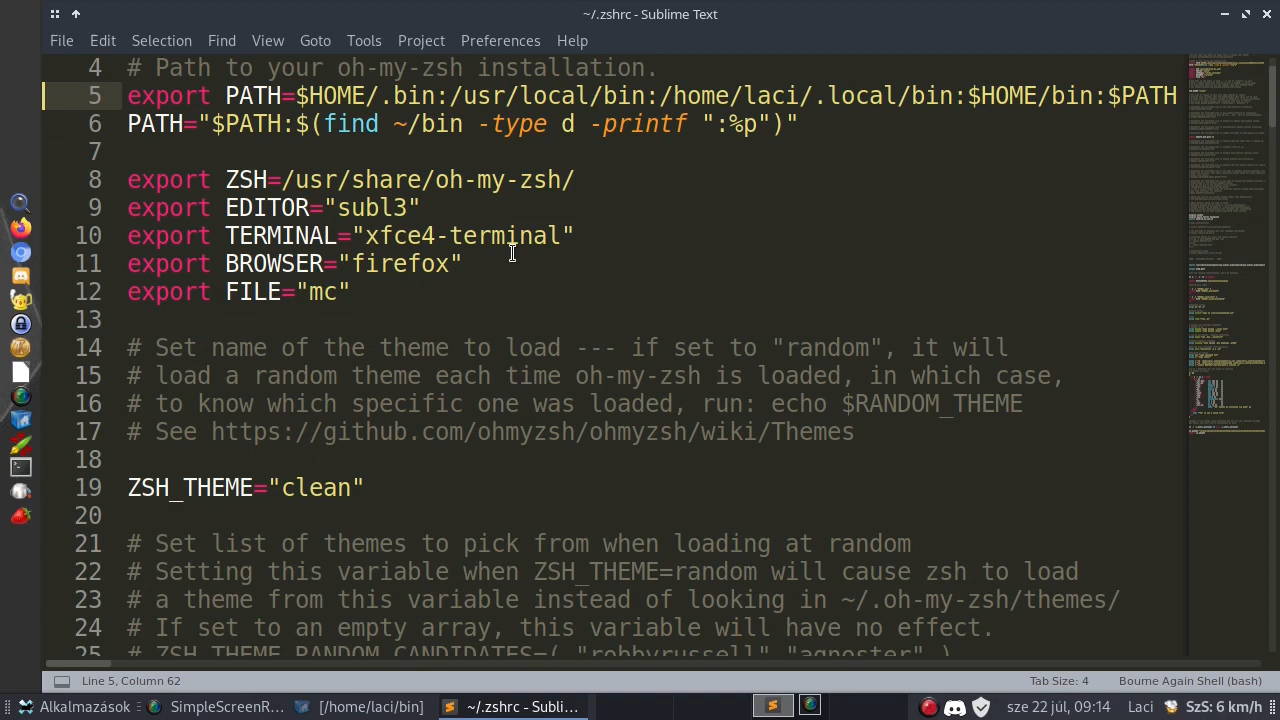 ~/.zshrc - Sublime Text
File Edit Selection Find View Goto Tools Project Preferences Help
4 # Path to your oh-my-zsh installation.
5 export PATH=$HOME/.bin:/usr/local/bin:/home/laci/.local/bin:$HOME/bin:$PATH
6 PATH="$PATH:$(find ~/bin -type d -printf ":%p")"
7
8 export ZSH=/usr/share/oh-my-zsh/
9 export EDITOR="subl3"
10 export TERMINAL="xfce4-terminal"
11 export BROWSER="firefox"
12 export FILE="mc"
13
14 # Set name of the theme to load --- if set to "random", it will
15 # load a random theme each time oh-my-zsh is loaded, in which case,
16 # to know which specific one was loaded, run: echo $RANDOM_THEME
17 # See https://github.com/ohmyzsh/ohmyzsh/wiki/Themes
18
19 ZSH_THEME="clean"
20
21 # Set list of themes to pick from when loading at random
22 # Setting this variable when ZSH_THEME=random will cause zsh to load
23 # a theme from this variable instead of looking in ~/.oh-my-zsh/themes/
24 # If set to an empty array, this variable will have no effect.
25 # ZSH_THEME_RANDOM_CANDIDATES=( "robbyrussell" "agnoster" )
Line 5, Column 62 Tab Size: 4 Bourne Again Shell (bash)
Alkalmazások SimpleScreenR... [/home/laci/bin] ~/.zshrc - Subli... sze 22 júl, 09:14 Laci SzS: 6 km/h